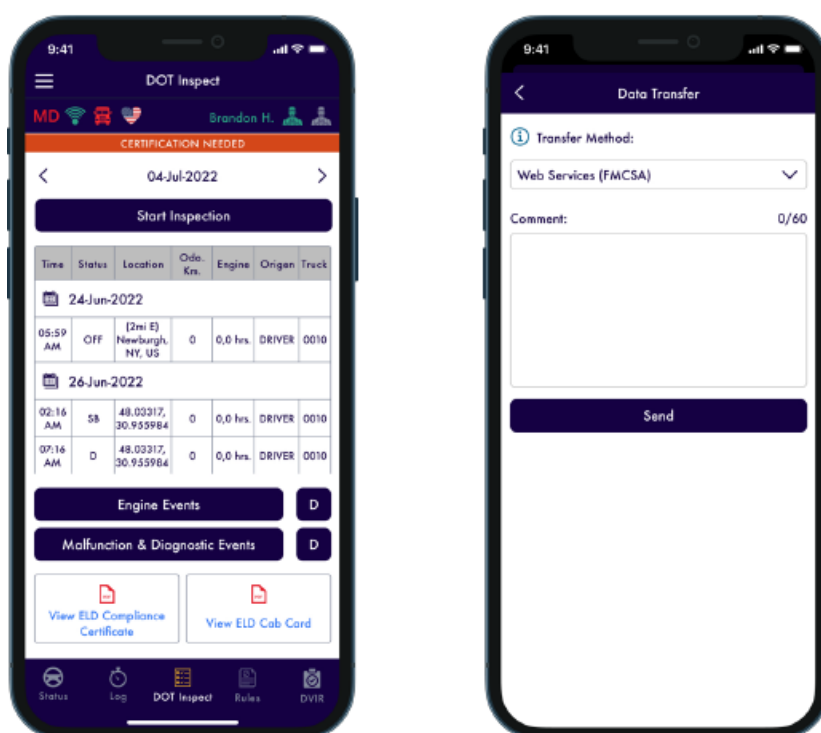 9:41
DOT Inspect
MD
Brandon H.
CERTIFICATION NEEDED
04-Jul-2022
Start Inspection
Time Status Location Odo. Krs. Engine Origen Truck
24-Jun-2022
05:59 AM OFF (2mi E) Newburgh, NY, US 0 0,0 hrs. DRIVER 0010
26-Jun-2022
02:16 AM SB 48.03317, 30.955984 0 0,0 hrs. DRIVER 0010
07:16 AM D 48.03317, 30.955984 0 0,0 hrs. DRIVER 0010
Engine Events D
Malfunction & Diagnostic Events D
View ELD Compliance
Certificate
View ELD Cab Card
Status Log DOT Inspect Rules DVIR
9:41
Data Transfer
Transfer Method:
Web Services (FMCSA)
Comment: 0/60
Send